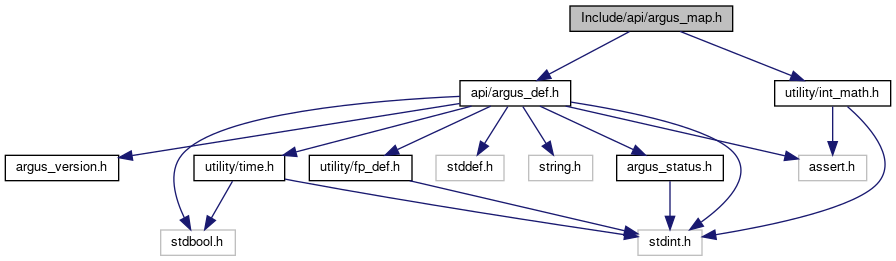 Include/api/argus_map.h
api/argus_def.h
utility/int_math.h
argus_version.h
utility/time.h
utility/fp_def.h
stddef.h
string.h
argus_status.h
assert.h
stdbool.h
stdint.h